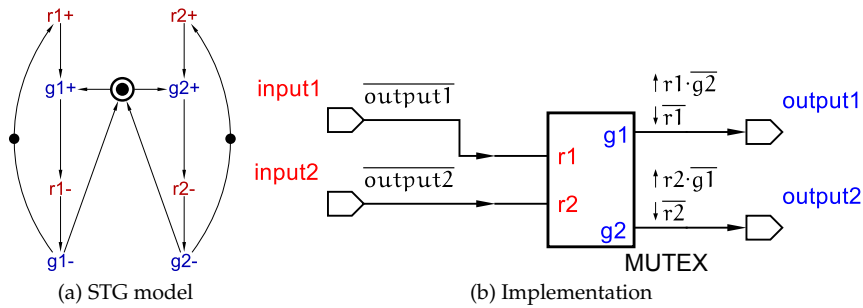 r1+ r2+
g1+ g2+
r1- r2-
g1- g2-
(a) STG model
input1
output1
input2
output2
r1
r2
g1
g2
MUTEX
↑ r1·g2̅
↓ r1̅
↑ r2·g1̅
↓ r2̅
output1
output2
(b) Implementation